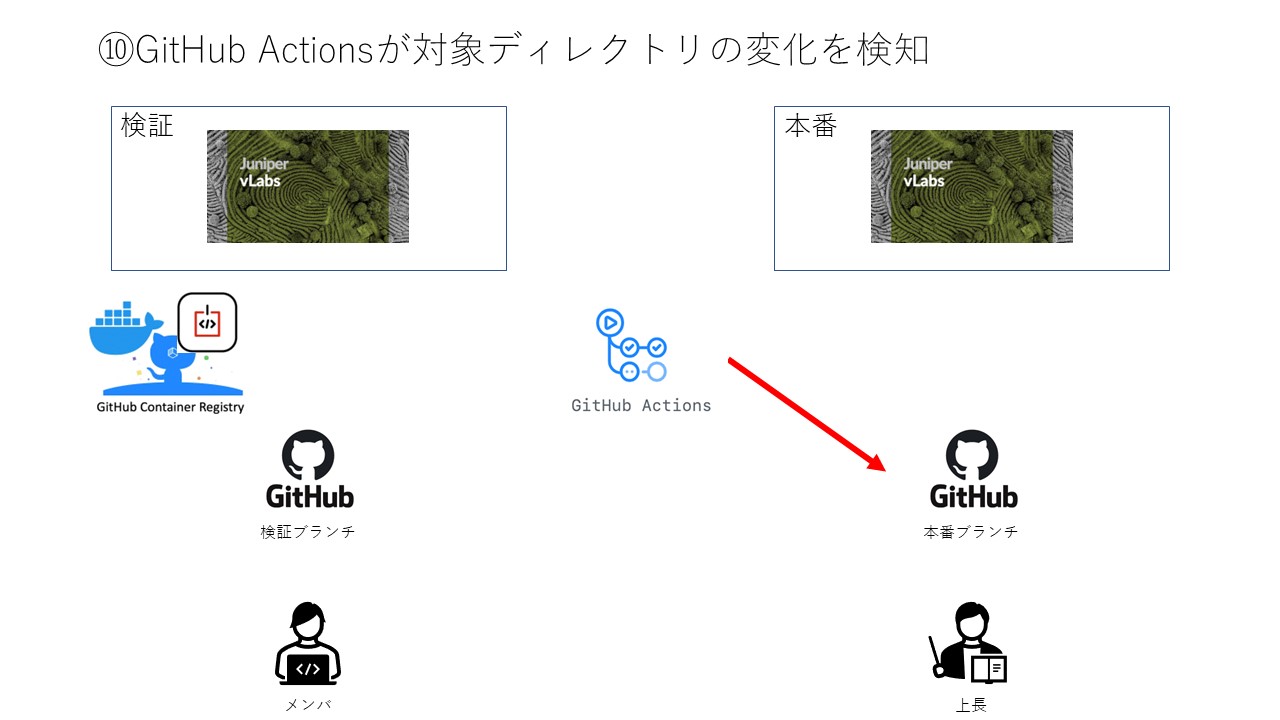 ⑩GitHub Actionsが対象ディレクトリの変化を検知
検証
Juniper
vLabs
本番
Juniper
vLabs
</>
GitHub Container Registry
GitHub Actions
GitHub
検証ブランチ
GitHub
本番ブランチ
</>
メンバ
上長